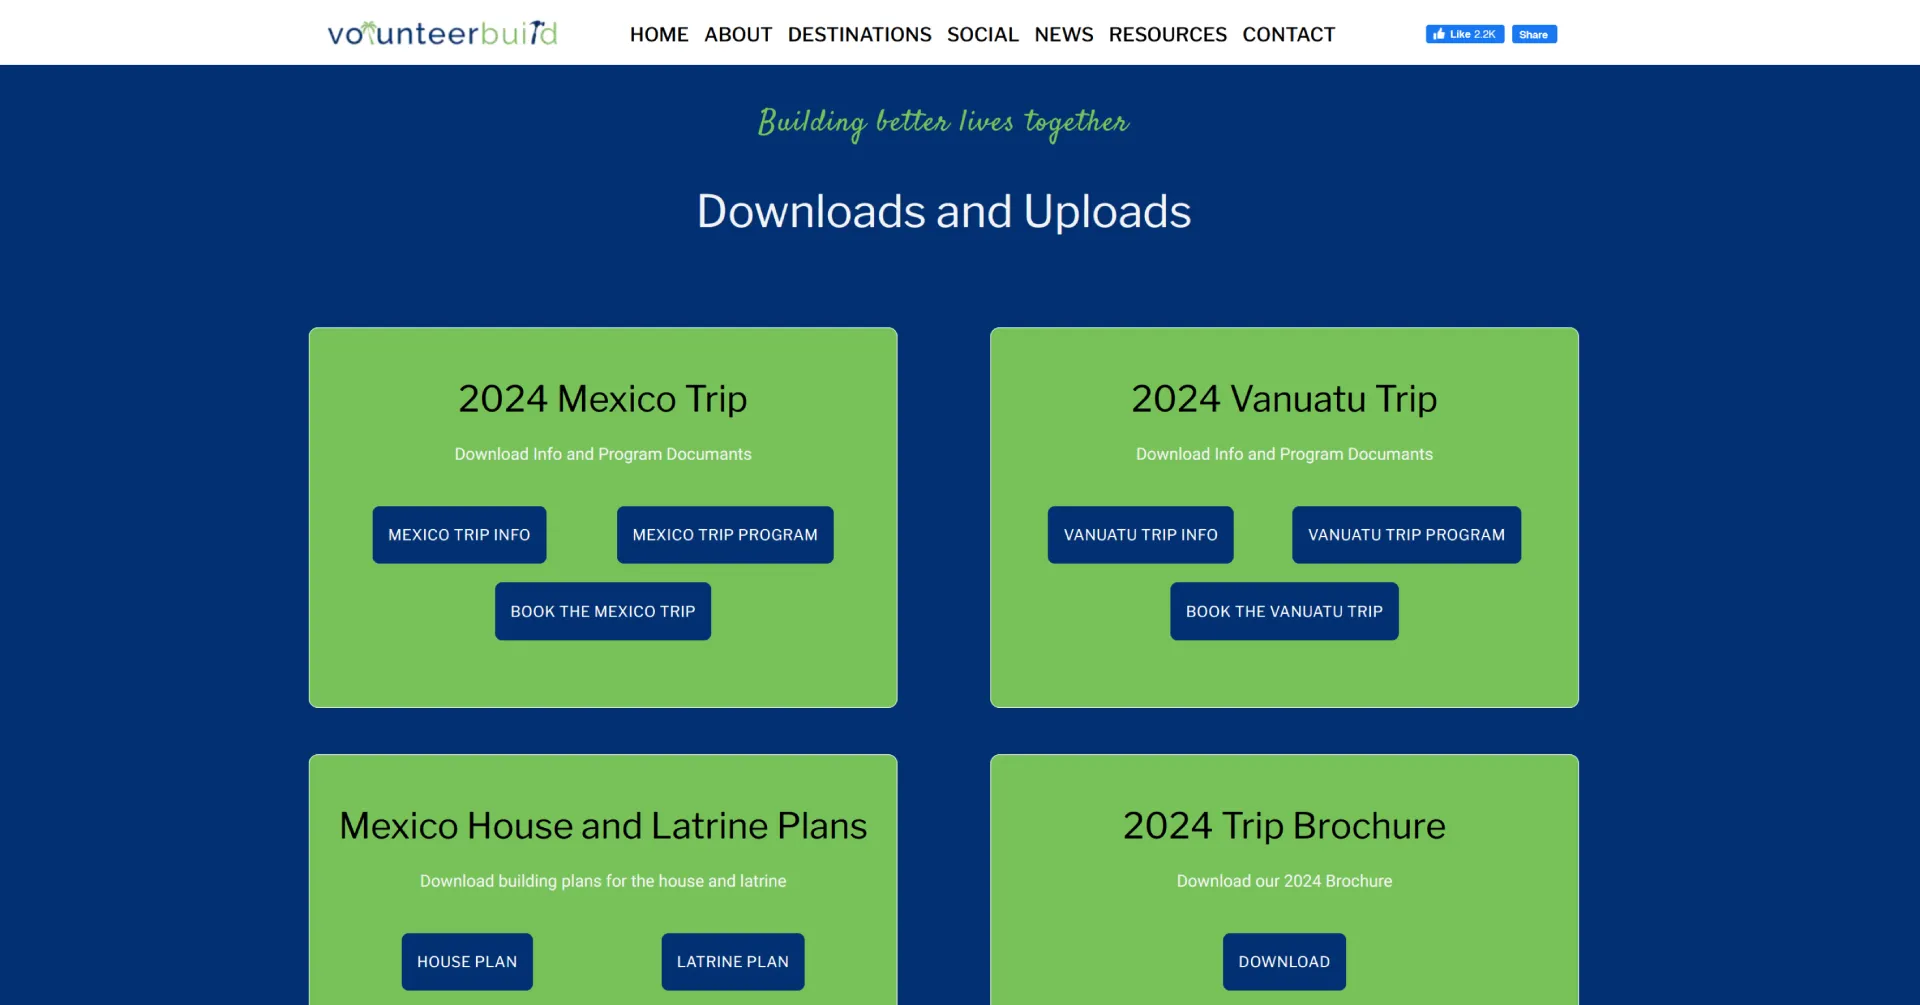 volunteerbuild
HOME ABOUT DESTINATIONS SOCIAL NEWS RESOURCES CONTACT
Like 2.2K Share
Building better lives together
Downloads and Uploads
2024 Mexico Trip
Download Info and Program Documants
MEXICO TRIP INFO
MEXICO TRIP PROGRAM
BOOK THE MEXICO TRIP
2024 Vanuatu Trip
Download Info and Program Documants
VANUATU TRIP INFO
VANUATU TRIP PROGRAM
BOOK THE VANUATU TRIP
Mexico House and Latrine Plans
Download building plans for the house and latrine
HOUSE PLAN
LATRINE PLAN
2024 Trip Brochure
Download our 2024 Brochure
DOWNLOAD